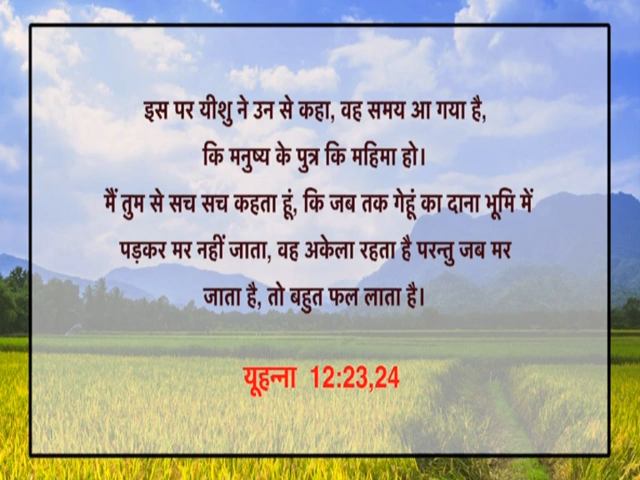 इस पर यीशु ने उन से कहा, वह समय आ गया है,
कि मनुष्य के पुत्र कि महिमा हो।
मैं तुम से सच सच कहता हूं, कि जब तक गेहूं का दाना भूमि में
पड़कर मर नहीं जाता, वह अकेला रहता है परन्तु जब मर
जाता है, तो बहुत फल लाता है।
यूहन्ना 12:23,24